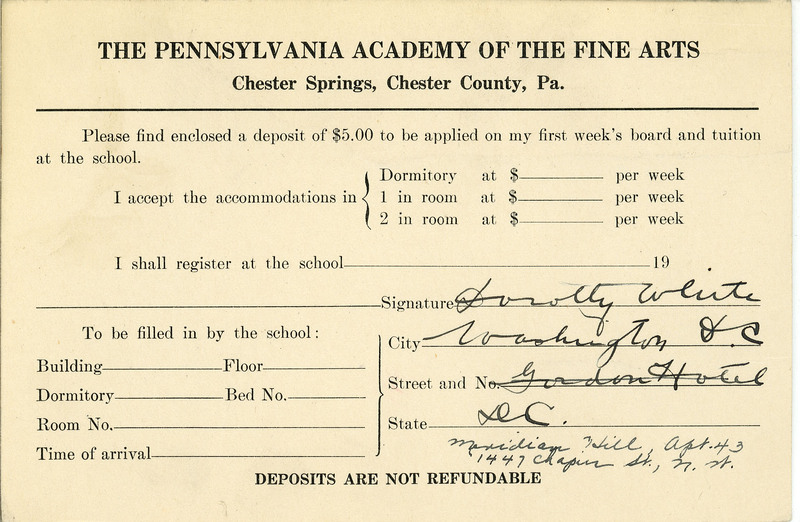 THE PENNSYLVANIA ACADEMY OF THE FINE ARTS
Chester Springs, Chester County, Pa.
Please find enclosed a deposit of $5.00 to be applied on my first week's board and tuition
at the school.
I accept the accommodations in
Dormitory at $ per week
1 in room at $ per week
2 in room at $ per week
I shall register at the school 19
Signature Dorotty White
To be filled in by the school:
City Washington D.C
Building Floor
Street and No. Gordon Hotel
Dormitory Bed No.
State D.C.
Room No.
Meridian Hill, Apt. 43
Time of arrival
1447 Chapin St., N.
DEPOSITS ARE NOT REFUNDABLE